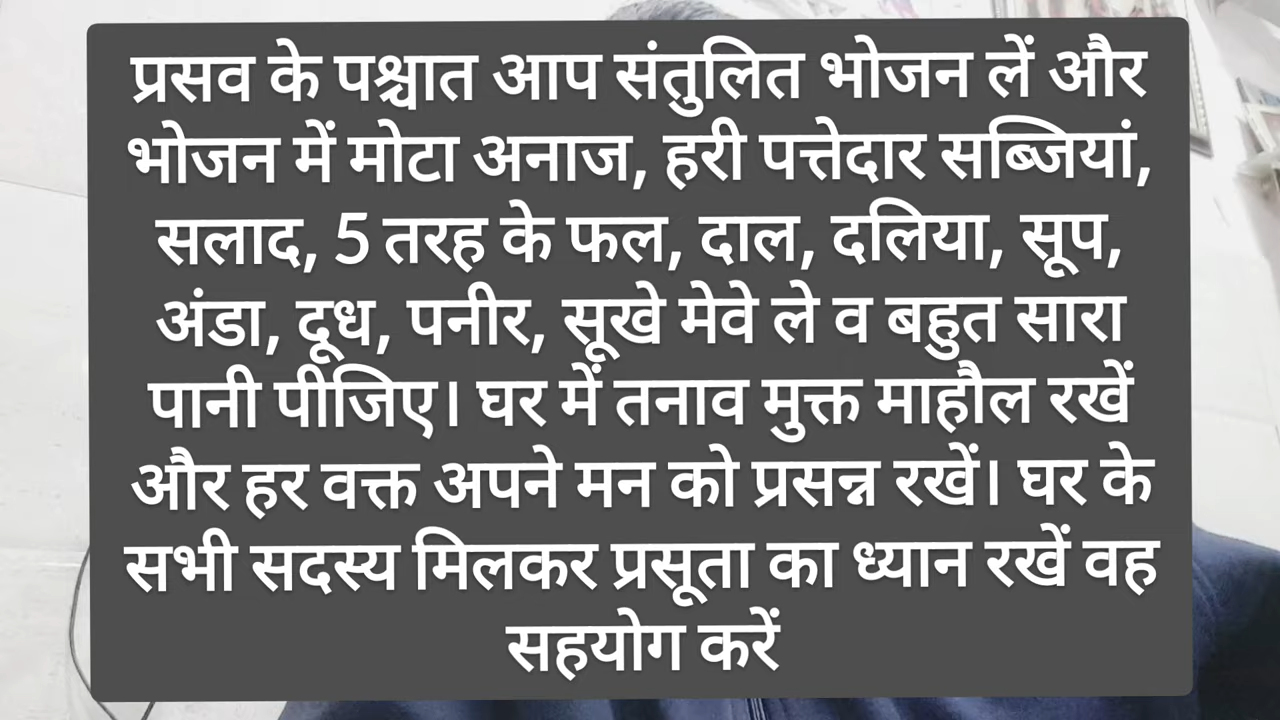 प्रसव के पश्चात आप संतुलित भोजन लें और
भोजन में मोटा अनाज, हरी पत्तेदार सब्जियां,
सलाद, 5 तरह के फल, दाल, दलिया, सूप,
अंडा, दूध, पनीर, सूखे मेवे ले व बहुत सारा
पानी पीजिए। घर में तनाव मुक्त माहौल रखें
और हर वक्त अपने मन को प्रसन्न रखें। घर के
सभी सदस्य मिलकर प्रसूता का ध्यान रखें वह
सहयोग करें